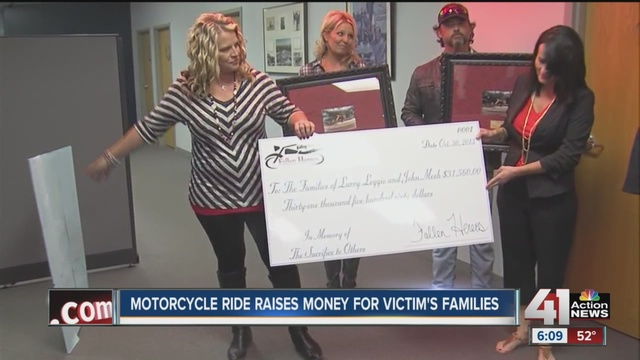 0001
Date Oct. 30, 2015
Fallen Heroes
To: The Families of Larry Leggio and John Mesh $31,560.00
Thirty-one thousand five hundred sixty dollars
In Memory of
The Sacrifice to Others
Fallen Heroes
.com
MOTORCYCLE RIDE RAISES MONEY FOR VICTIM'S FAMILIES
41 Action
NEWS
6:09 52°